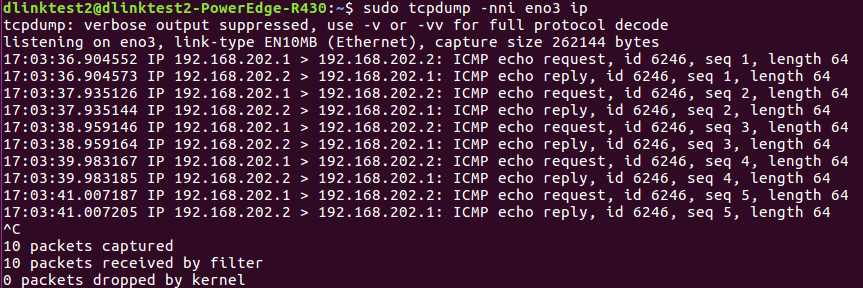 dlinktest2@dlinktest2-PowerEdge-R430:~$ sudo tcpdump -nni eno3 ip
tcpdump: verbose output suppressed, use -v or -vv for full protocol decode
listening on eno3, link-type EN10MB (Ethernet), capture size 262144 bytes
17:03:36.904552 IP 192.168.202.1 > 192.168.202.2: ICMP echo request, id 6246, seq 1, length 64
17:03:36.904573 IP 192.168.202.2 > 192.168.202.1: ICMP echo reply, id 6246, seq 1, length 64
17:03:37.935126 IP 192.168.202.1 > 192.168.202.2: ICMP echo request, id 6246, seq 2, length 64
17:03:37.935144 IP 192.168.202.2 > 192.168.202.1: ICMP echo reply, id 6246, seq 2, length 64
17:03:38.959146 IP 192.168.202.1 > 192.168.202.2: ICMP echo request, id 6246, seq 3, length 64
17:03:38.959164 IP 192.168.202.2 > 192.168.202.1: ICMP echo reply, id 6246, seq 3, length 64
17:03:39.983167 IP 192.168.202.1 > 192.168.202.2: ICMP echo request, id 6246, seq 4, length 64
17:03:39.983185 IP 192.168.202.2 > 192.168.202.1: ICMP echo reply, id 6246, seq 4, length 64
17:03:41.007187 IP 192.168.202.1 > 192.168.202.2: ICMP echo request, id 6246, seq 5, length 64
17:03:41.007205 IP 192.168.202.2 > 192.168.202.1: ICMP echo reply, id 6246, seq 5, length 64
^C
10 packets captured
10 packets received by filter
0 packets dropped by kernel